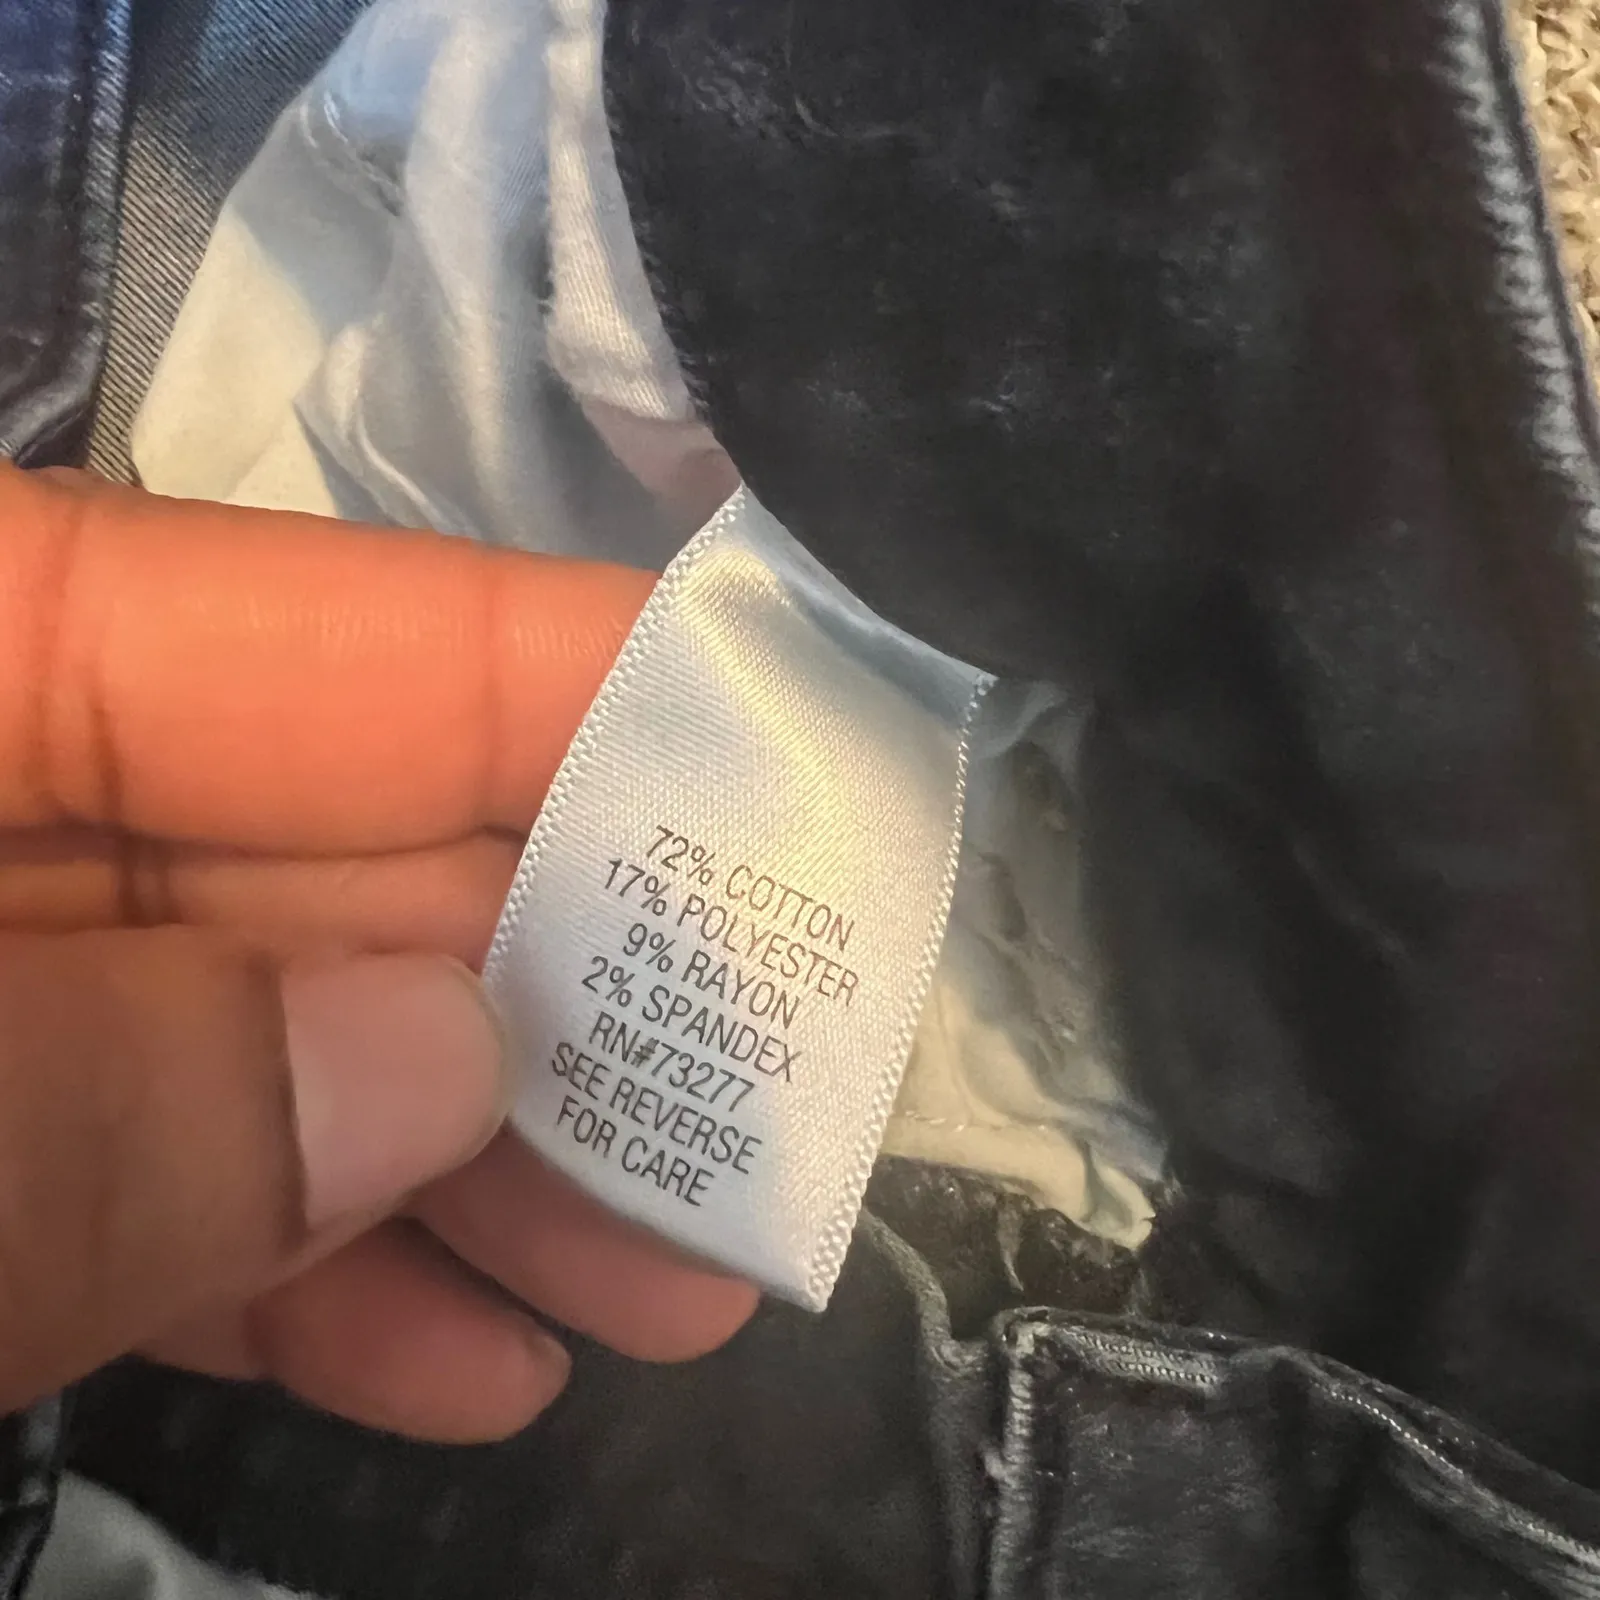 72% COTTON
17% POLYESTER
9% RAYON
2% SPANDEX
RN#73277
SEE REVERSE
FOR CARE